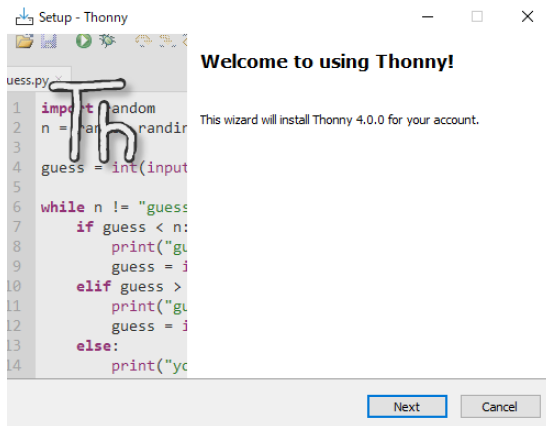 Setup - Thonny
uess.py ×
Welcome to using Thonny!
This wizard will install Thonny 4.0.0 for your account.
Th
1 import random
2 n =
3
4 guess = int(input
5
6 while n != "guess
7 if guess < n:
8 print("gu
9 guess = i
10 elif guess >
11 print("gu
12 guess = i
13 else:
14 print("yo
Next
Cancel